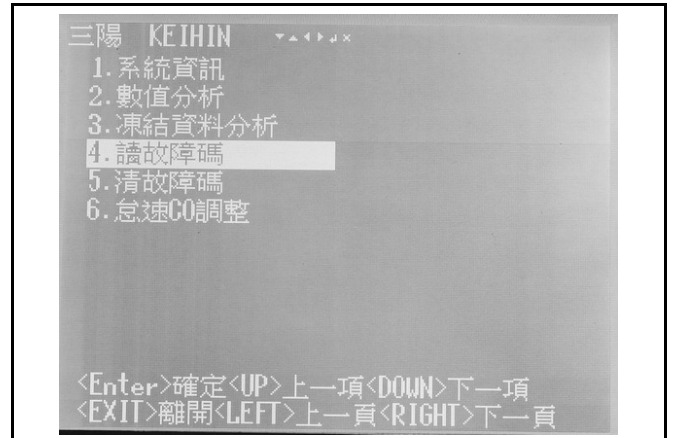 三陽 KEIHIN ▼▲◀▶↲×
1.系統資訊
2.數值分析
3.凍結資料分析
4.讀故障碼
5.清故障碼
6.怠速CO調整
<Enter>確定<UP>上一項<DOWN>下一項
<EXIT>離開<LEFT>上一頁<RIGHT>下一頁